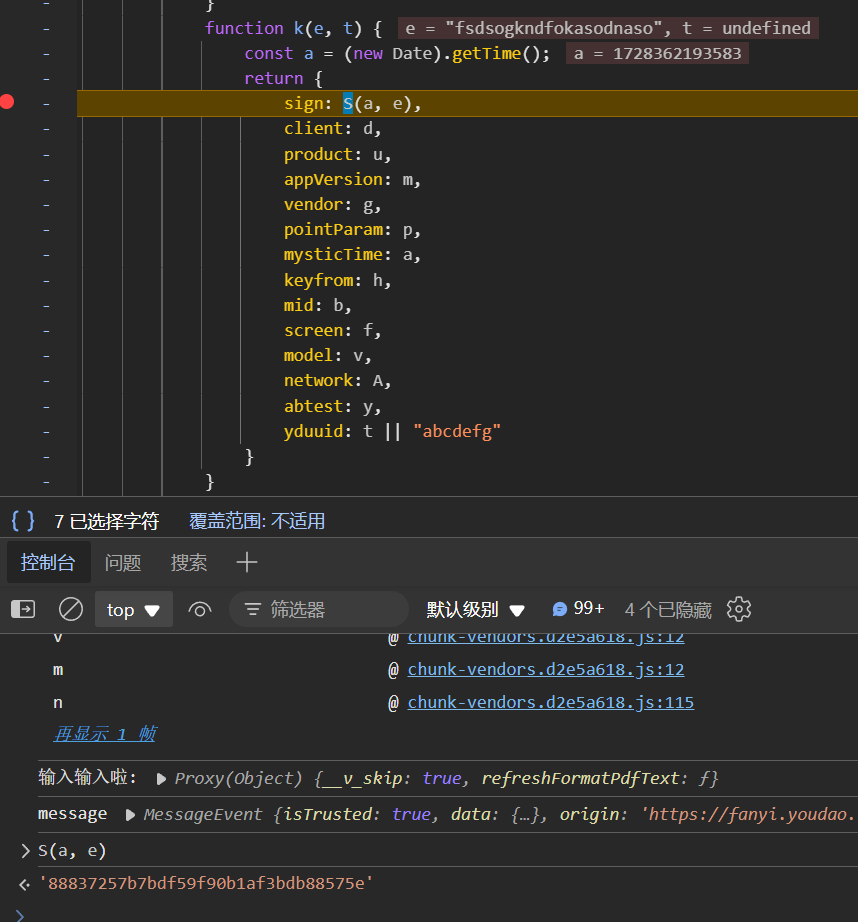 }
function k(e, t) { e = "fsdsogkndfokasodnaso", t = undefined
const a = (new Date).getTime(); a = 1728362193583
return {
sign: S(a, e),
client: d,
product: u,
appVersion: m,
vendor: g,
pointParam: p,
mysticTime: a,
keyfrom: h,
mid: b,
screen: f,
model: v,
network: A,
abtest: y,
yduuid: t || "abcdefg"
}
}
{ } 7 已选择字符 覆盖范围: 不适用
控制台 问题 搜索
top 筛选器 默认级别 99+ 4 个已隐藏
v @ chunk-vendors.d2e5a618.js:12
m @ chunk-vendors.d2e5a618.js:12
n @ chunk-vendors.d2e5a618.js:115
再显示 1 帧
输入输入啦: Proxy(Object) {__v_skip: true, refreshFormatPdfText: ƒ}
message MessageEvent {isTrusted: true, data: {…}, origin: 'https://fanyi.youdao.
S(a, e)
'88837257b7bdf59f90b1af3bdb88575e'